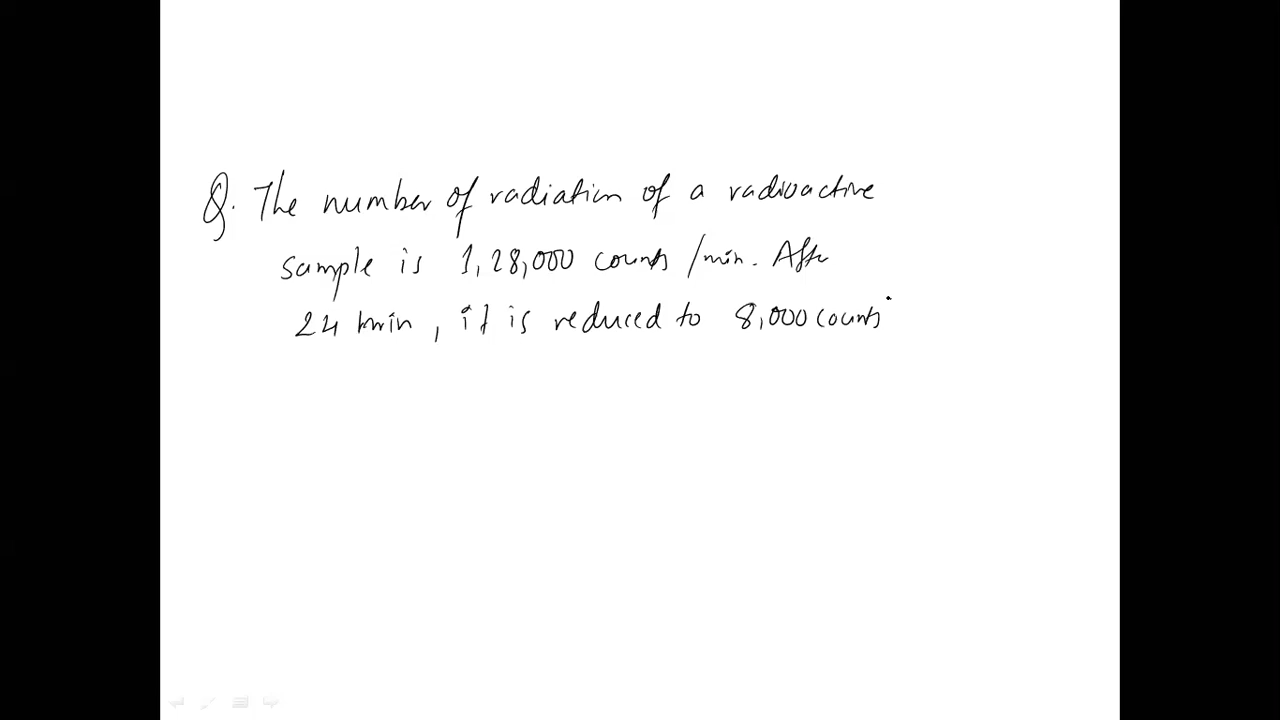 Q. The number of radiation of a radioactive
sample is 1,28,000 counts /min. After
24 min, it is reduced to 8,000 counts